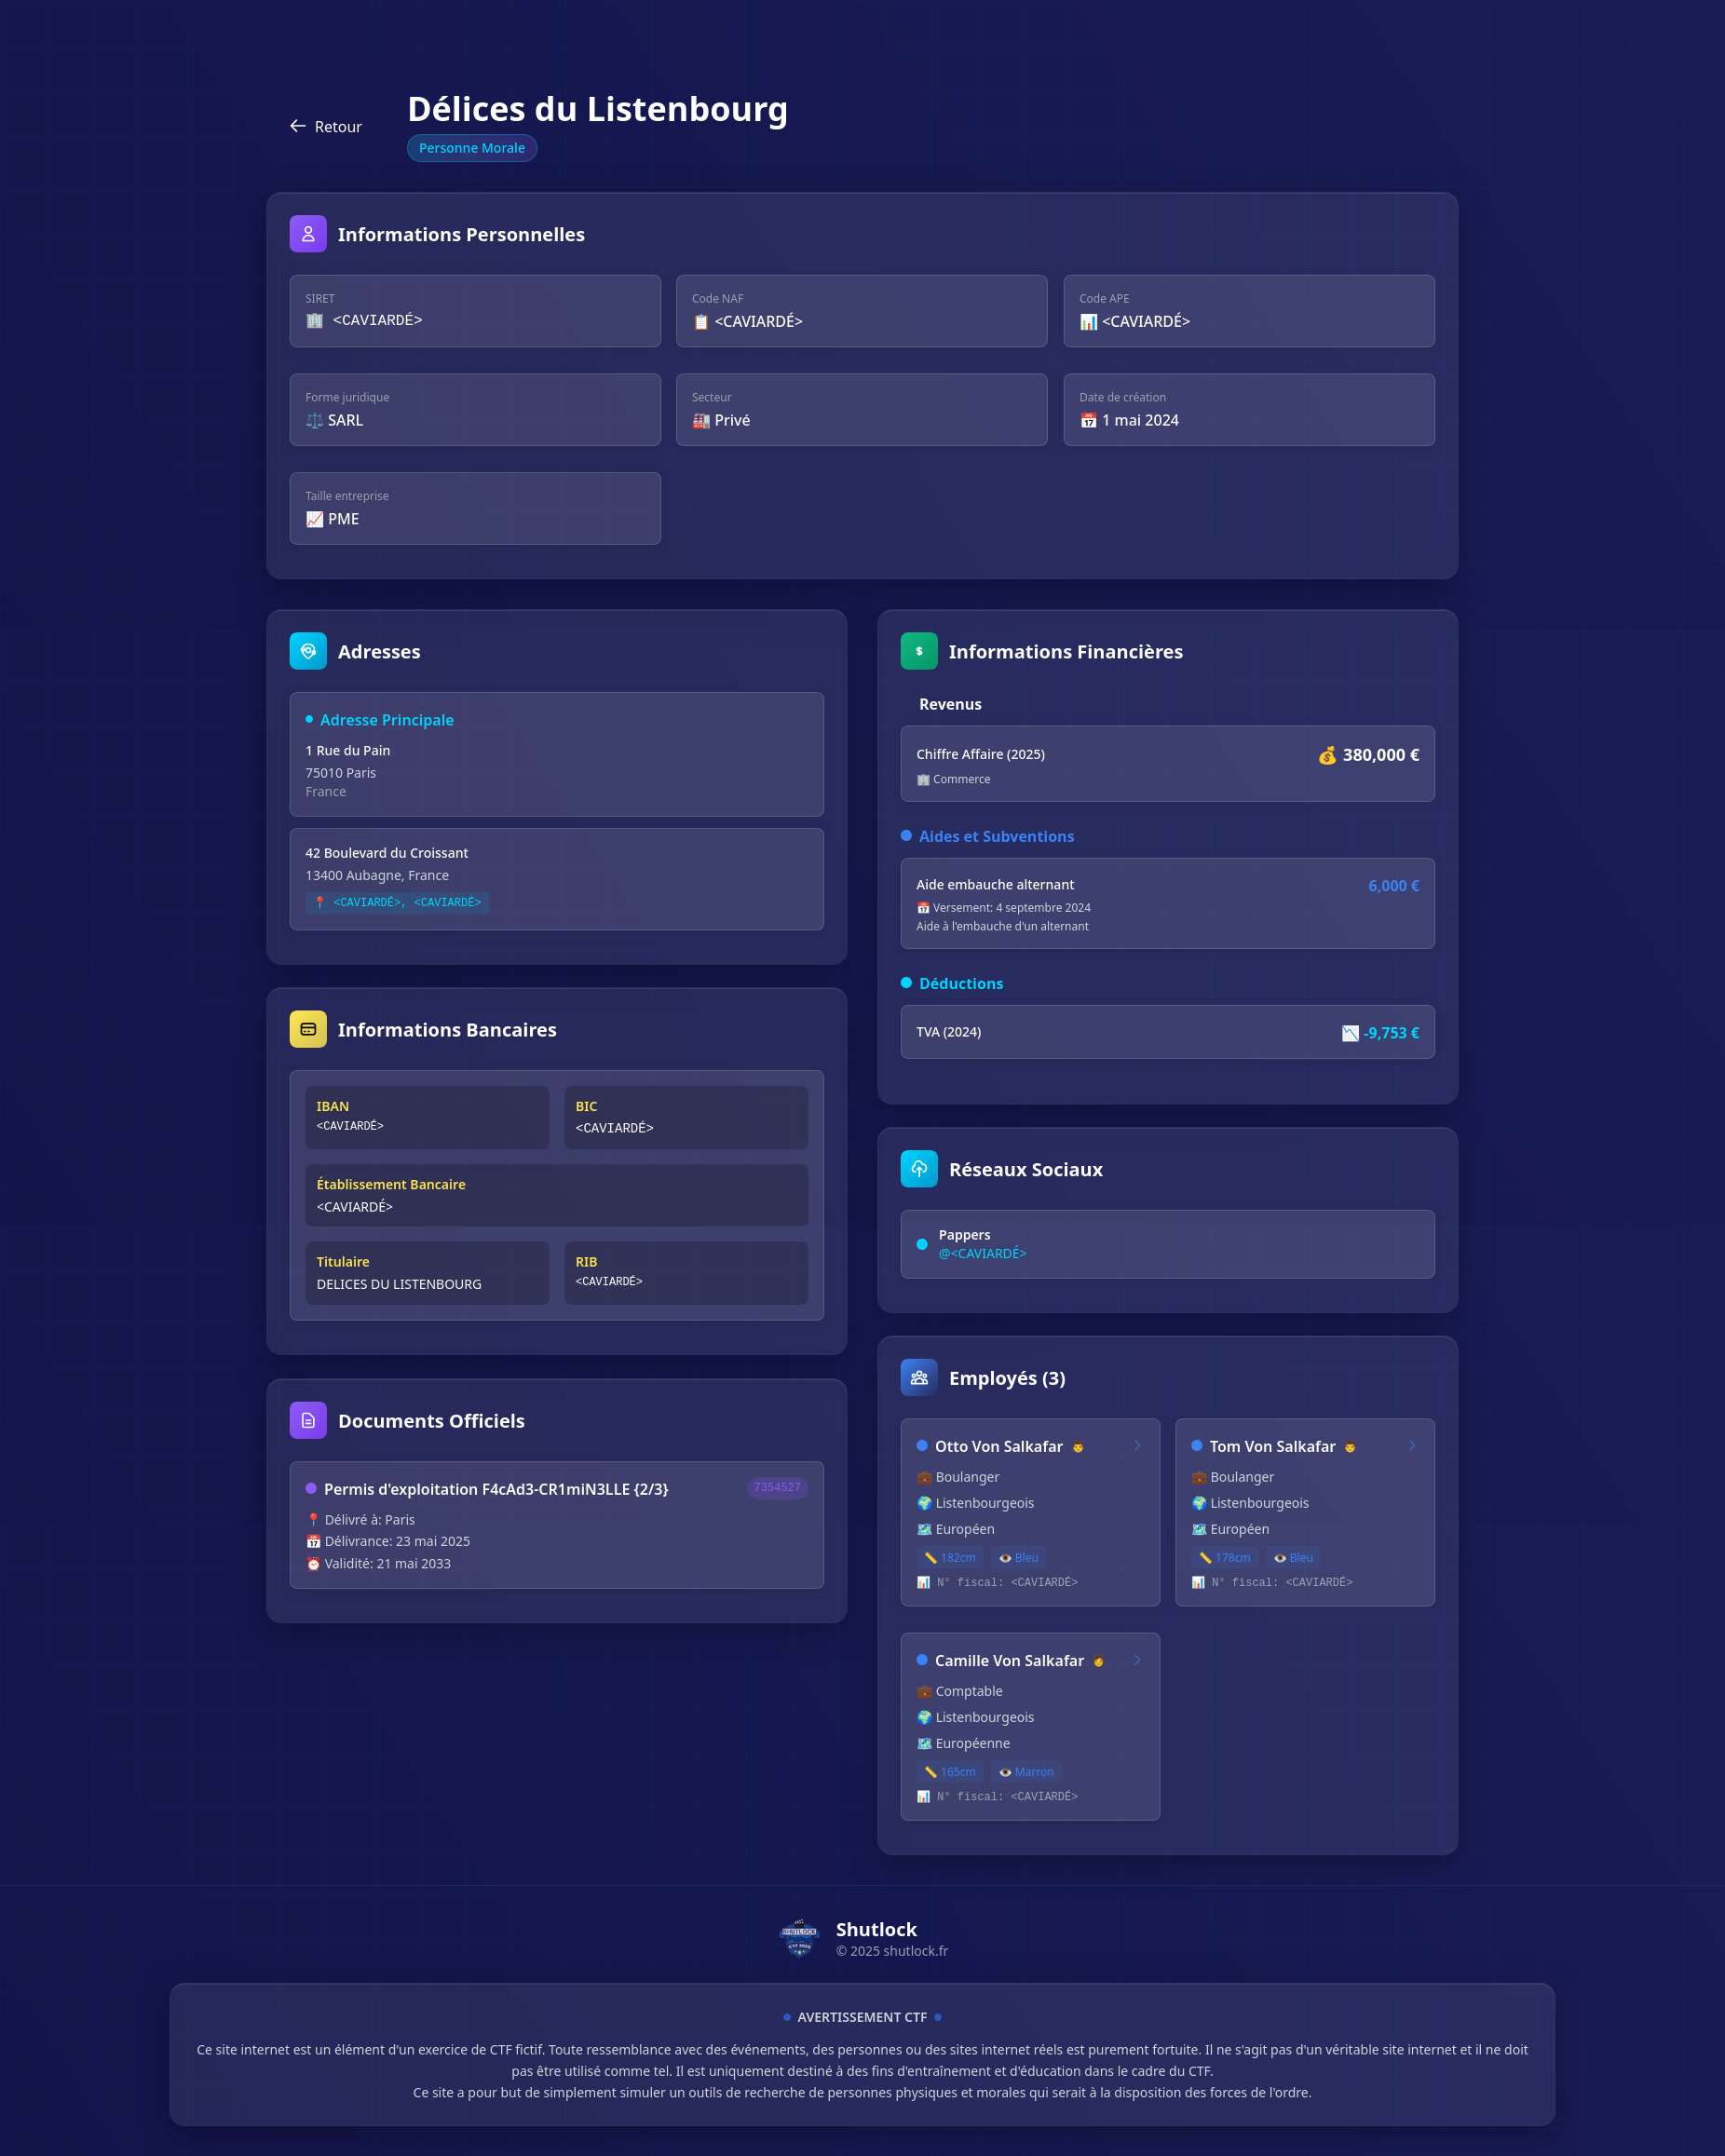 Retour
Délices du Listenbourg
Personne Morale
Informations Personnelles
SIRET
<CAVIARDÉ>
Code NAF
<CAVIARDÉ>
Code APE
<CAVIARDÉ>
Forme juridique
SARL
Secteur
Privé
Date de création
1 mai 2024
Taille entreprise
PME
Adresses
Adresse Principale
1 Rue du Pain
75010 Paris
France
42 Boulevard du Croissant
13400 Aubagne, France
<CAVIARDÉ>, <CAVIARDÉ>
Informations Bancaires
IBAN
<CAVIARDÉ>
BIC
<CAVIARDÉ>
Établissement Bancaire
<CAVIARDÉ>
Titulaire
DELICES DU LISTENBOURG
RIB
<CAVIARDÉ>
Documents Officiels
Permis d'exploitation F4cAd3-CR1miN3LLE {2/3}
7354527
Délivré à: Paris
Délivrance: 23 mai 2025
Validité: 21 mai 2033
Informations Financières
Revenus
Chiffre Affaire (2025)
380,000 €
Commerce
Aides et Subventions
Aide embauche alternant
6,000 €
Versement: 4 septembre 2024
Aide à l'embauche d'un alternant
Déductions
TVA (2024)
-9,753 €
Réseaux Sociaux
Pappers
@<CAVIARDÉ>
Employés (3)
Otto Von Salkafar
Boulanger
Listenbourgeois
Européen
182cm
Bleu
N° fiscal: <CAVIARDÉ>
Tom Von Salkafar
Boulanger
Listenbourgeois
Européen
178cm
Bleu
N° fiscal: <CAVIARDÉ>
Camille Von Salkafar
Comptable
Listenbourgeois
Européenne
165cm
Marron
N° fiscal: <CAVIARDÉ>
SHUTLOCK
Shutlock
© 2025 shutlock.fr
AVERTISSEMENT CTF
Ce site internet est un élément d'un exercice de CTF fictif. Toute ressemblance avec des événements, des personnes ou des sites internet réels est purement fortuite. Il ne s'agit pas d'un véritable site internet et il ne doit
pas être utilisé comme tel. Il est uniquement destiné à des fins d'entraînement et d'éducation dans le cadre du CTF.
Ce site a pour but de simplement simuler un outils de recherche de personnes physiques et morales qui serait à la disposition des forces de l'ordre.